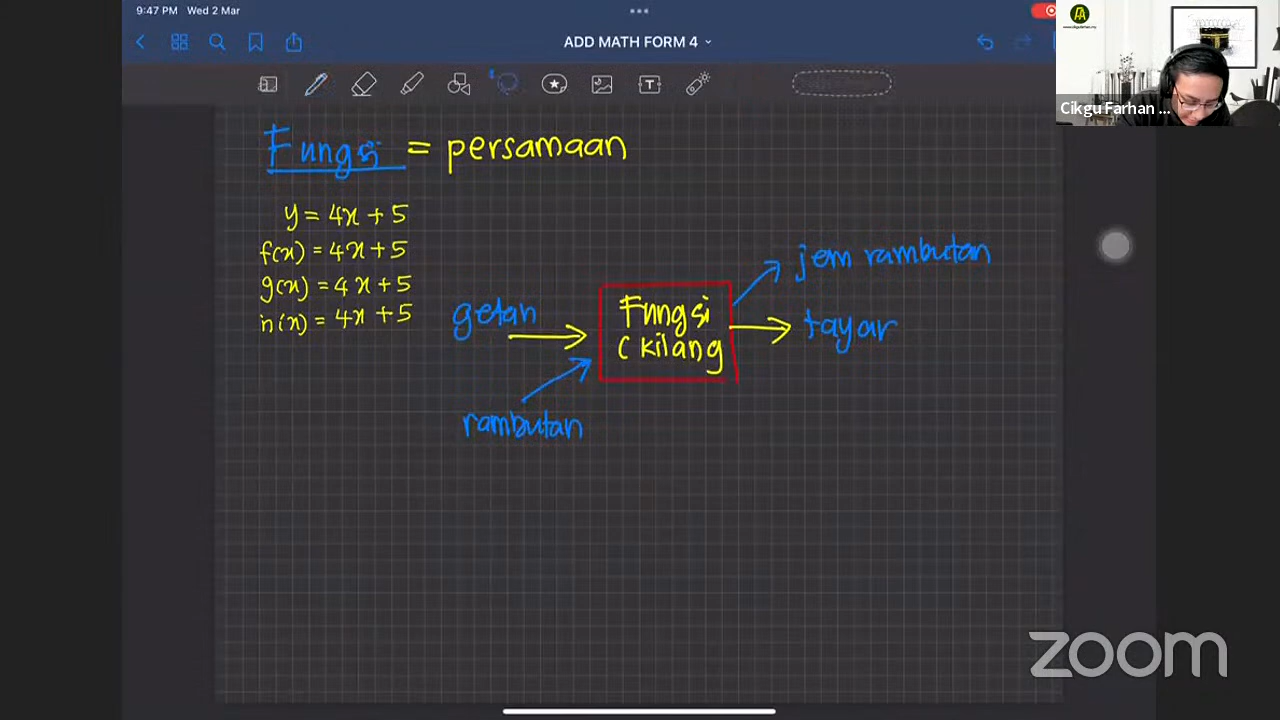 9:47 PM Wed 2 Mar
ADD MATH FORM 4
T
Cikgu Farhan ...
Fungsi = persamaan
y = 4x + 5
f(x) = 4x + 5
g(x) = 4x + 5
h(x) = 4x + 5
getah
rambutan
Fungsi
( kilang
jem rambutan
tayar
zoom